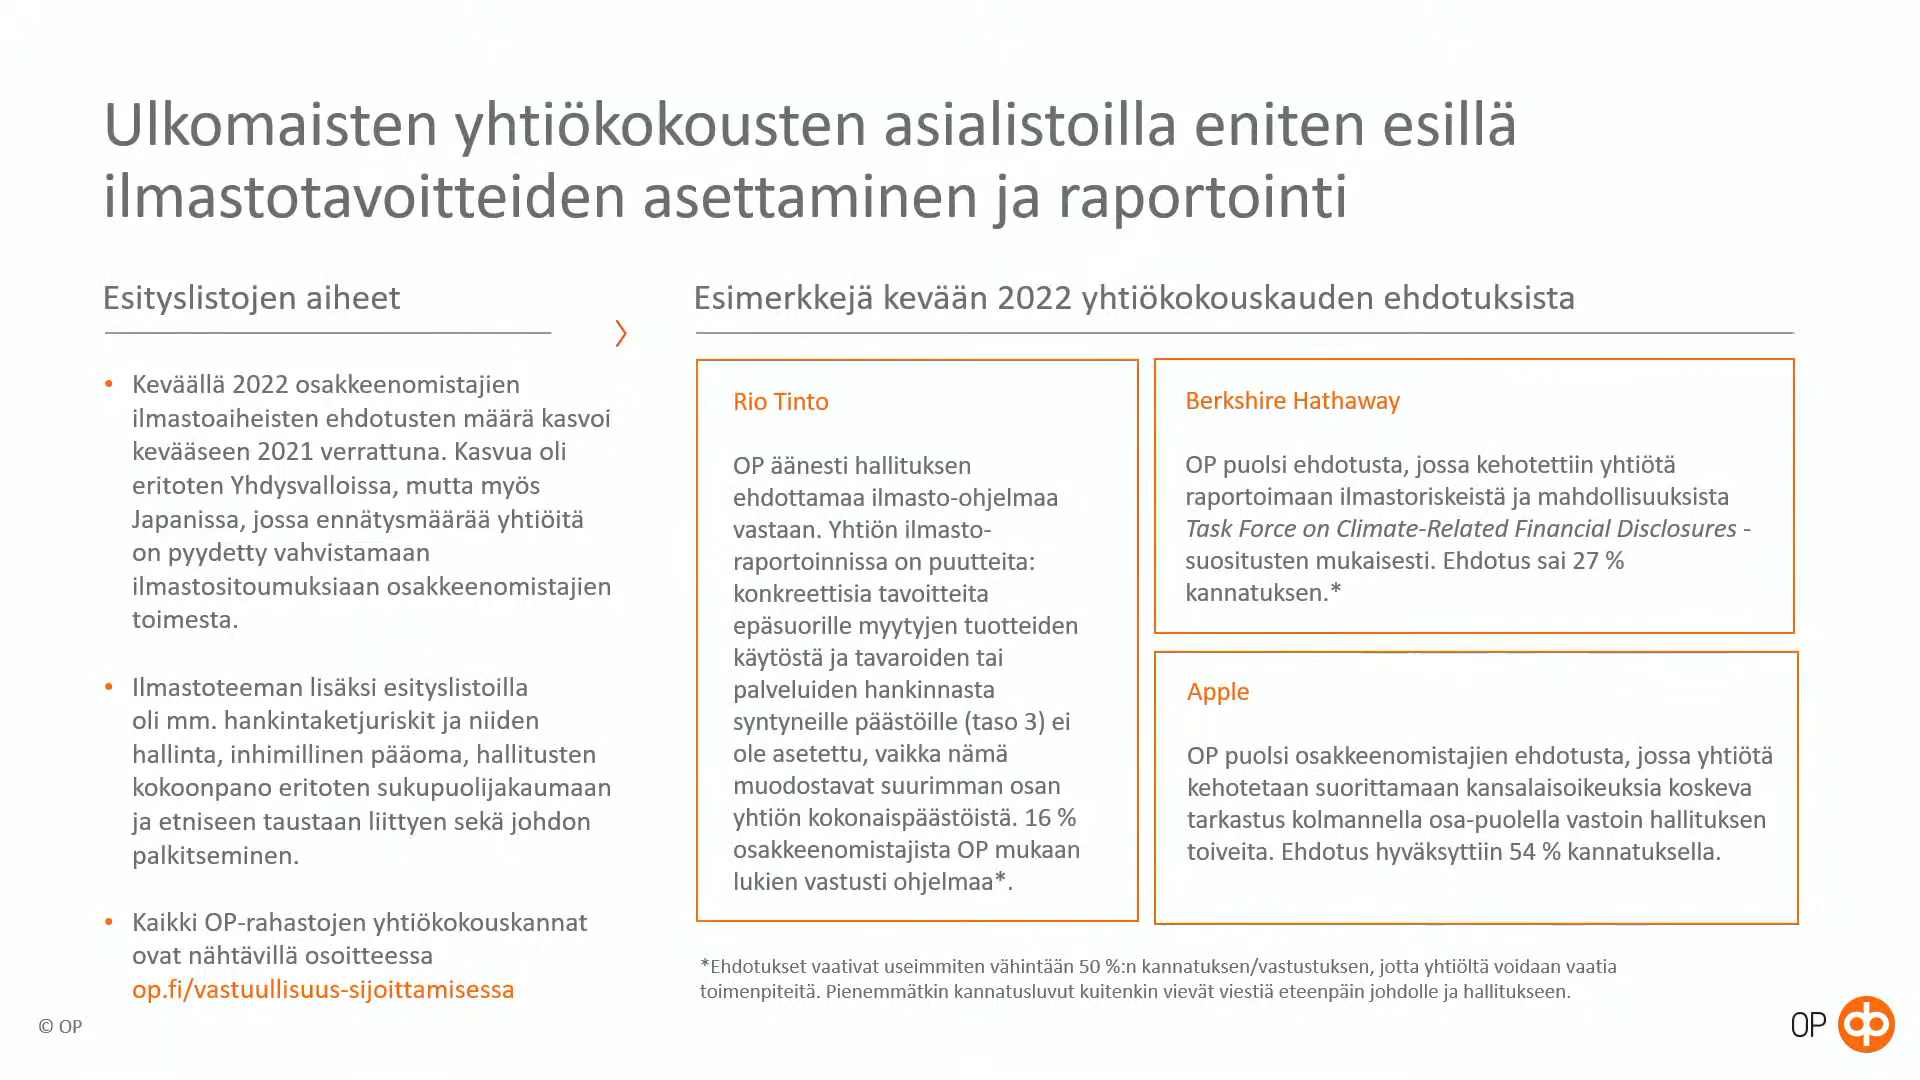 Ulkomaisten yhtiökokousten asialistoilla eniten esillä
ilmastotavoitteiden asettaminen ja raportointi
Esityslistojen aiheet
• Keväällä 2022 osakkeenomistajien
ilmastoaiheisten ehdotusten määrä kasvoi
kevääseen 2021 verrattuna. Kasvua oli
eritoten Yhdysvalloissa, mutta myös
Japanissa, jossa ennätysmäärää yhtiöitä
on pyydetty vahvistamaan
ilmastositoumuksiaan osakkeenomistajien
toimesta.
• Ilmastoteeman lisäksi esityslistoilla
oli mm. hankintaketjuriskit ja niiden
hallinta, inhimillinen pääoma, hallitusten
kokoonpano eritoten sukupuolijakaumaan
ja etniseen taustaan liittyen sekä johdon
palkitseminen.
• Kaikki OP-rahastojen yhtiökokouskannat
ovat nähtävillä osoitteessa
op.fi/vastuullisuus-sijoittamisessa
Esimerkkejä kevään 2022 yhtiökokouskauden ehdotuksista
Rio Tinto
OP äänesti hallituksen
ehdottamaa ilmasto-ohjelmaa
vastaan. Yhtiön ilmasto-
raportoinnissa on puutteita:
konkreettisia tavoitteita
epäsuorille myytyjen tuotteiden
käytöstä ja tavaroiden tai
palveluiden hankinnasta
syntyneille päästöille (taso 3) ei
ole asetettu, vaikka nämä
muodostavat suurimman osan
yhtiön kokonaispäästöistä. 16 %
osakkeenomistajista OP mukaan
lukien vastusti ohjelmaa*.
Berkshire Hathaway
OP puolsi ehdotusta, jossa kehotettiin yhtiötä
raportoimaan ilmastoriskeistä ja mahdollisuuksista
Task Force on Climate-Related Financial Disclosures -
suositusten mukaisesti. Ehdotus sai 27 %
kannatuksen.*
Apple
OP puolsi osakkeenomistajien ehdotusta, jossa yhtiötä
kehotetaan suorittamaan kansalaisoikeuksia koskeva
tarkastus kolmannella osa-puolella vastoin hallituksen
toiveita. Ehdotus hyväksyttiin 54 % kannatuksella.
*Ehdotukset vaativat useimmiten vähintään 50 %:n kannatuksen/vastustuksen, jotta yhtiöltä voidaan vaatia
toimenpiteitä. Pienemmätkin kannatusluvut kuitenkin vievät viestiä eteenpäin johdolle ja hallitukseen.
© OP
OP